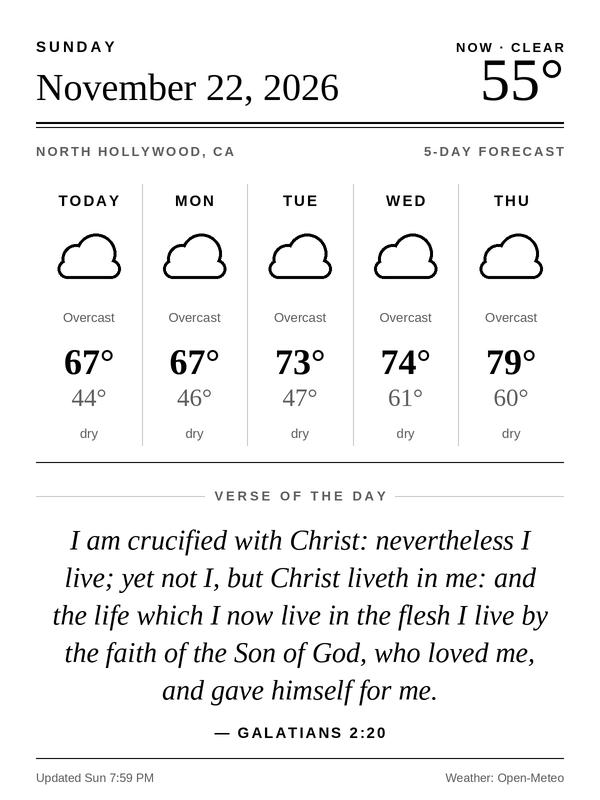 SUNDAY
NOW · CLEAR
November 22, 2026
55°
NORTH HOLLYWOOD, CA
5-DAY FORECAST
TODAY MON TUE WED THU
Overcast Overcast Overcast Overcast Overcast
67° 67° 73° 74° 79°
44° 46° 47° 61° 60°
dry dry dry dry dry
VERSE OF THE DAY
I am crucified with Christ: nevertheless I
live; yet not I, but Christ liveth in me: and
the life which I now live in the flesh I live by
the faith of the Son of God, who loved me,
and gave himself for me.
— GALATIANS 2:20
Updated Sun 7:59 PM
Weather: Open-Meteo